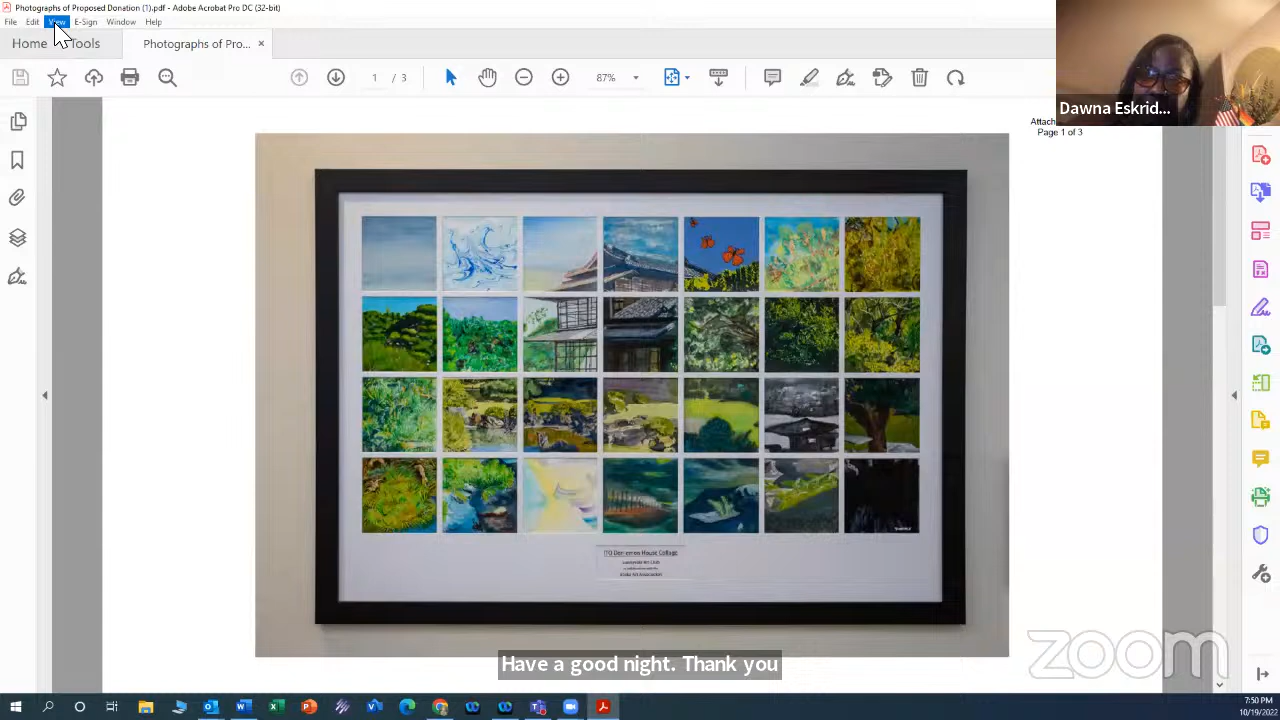 Photographs of Proposed Donation (1).pdf - Adobe Acrobat Pro DC (32-bit)
File Edit View E-Sign Window Help
Home Tools Photographs of Pro... ×
1 / 3 87%
Dawna Eskrid...
Page 1 of 3
House Collage
Have a good night. Thank you
zoom
7:50 PM
10/19/2022